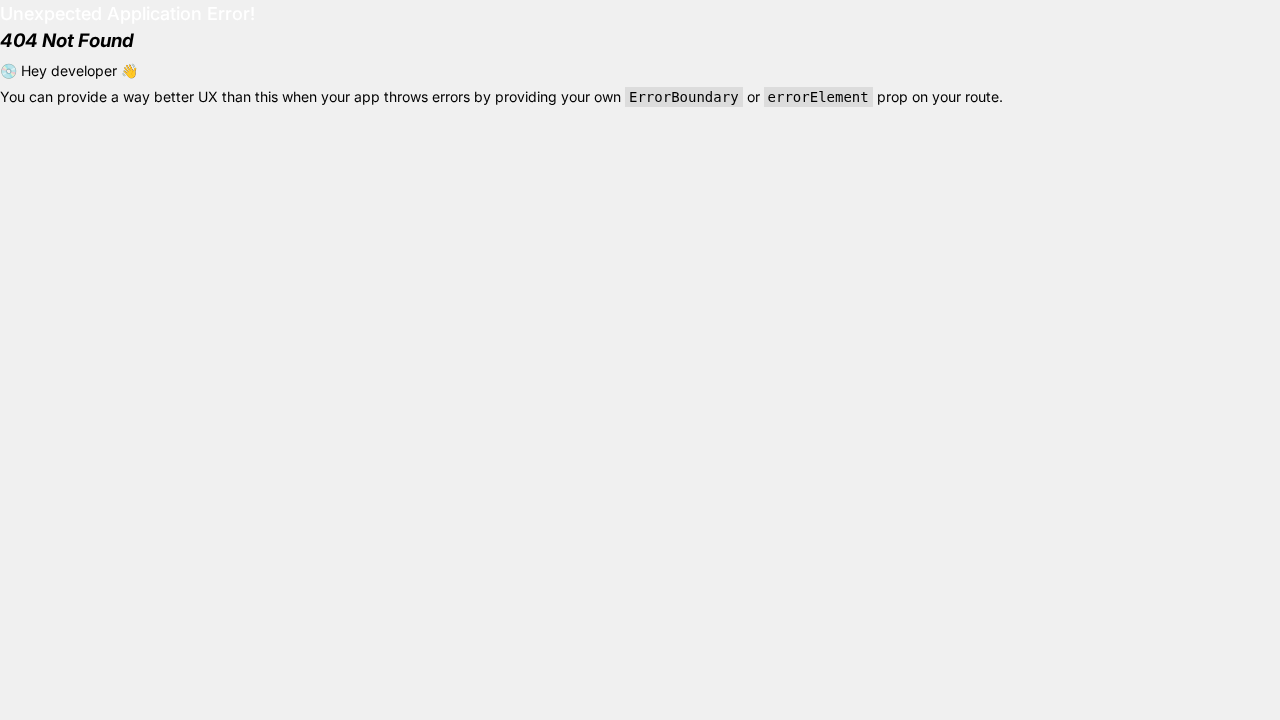 Unexpected Application Error!
404 Not Found
💿 Hey developer 👋
You can provide a way better UX than this when your app throws errors by providing your own ErrorBoundary or errorElement prop on your route.